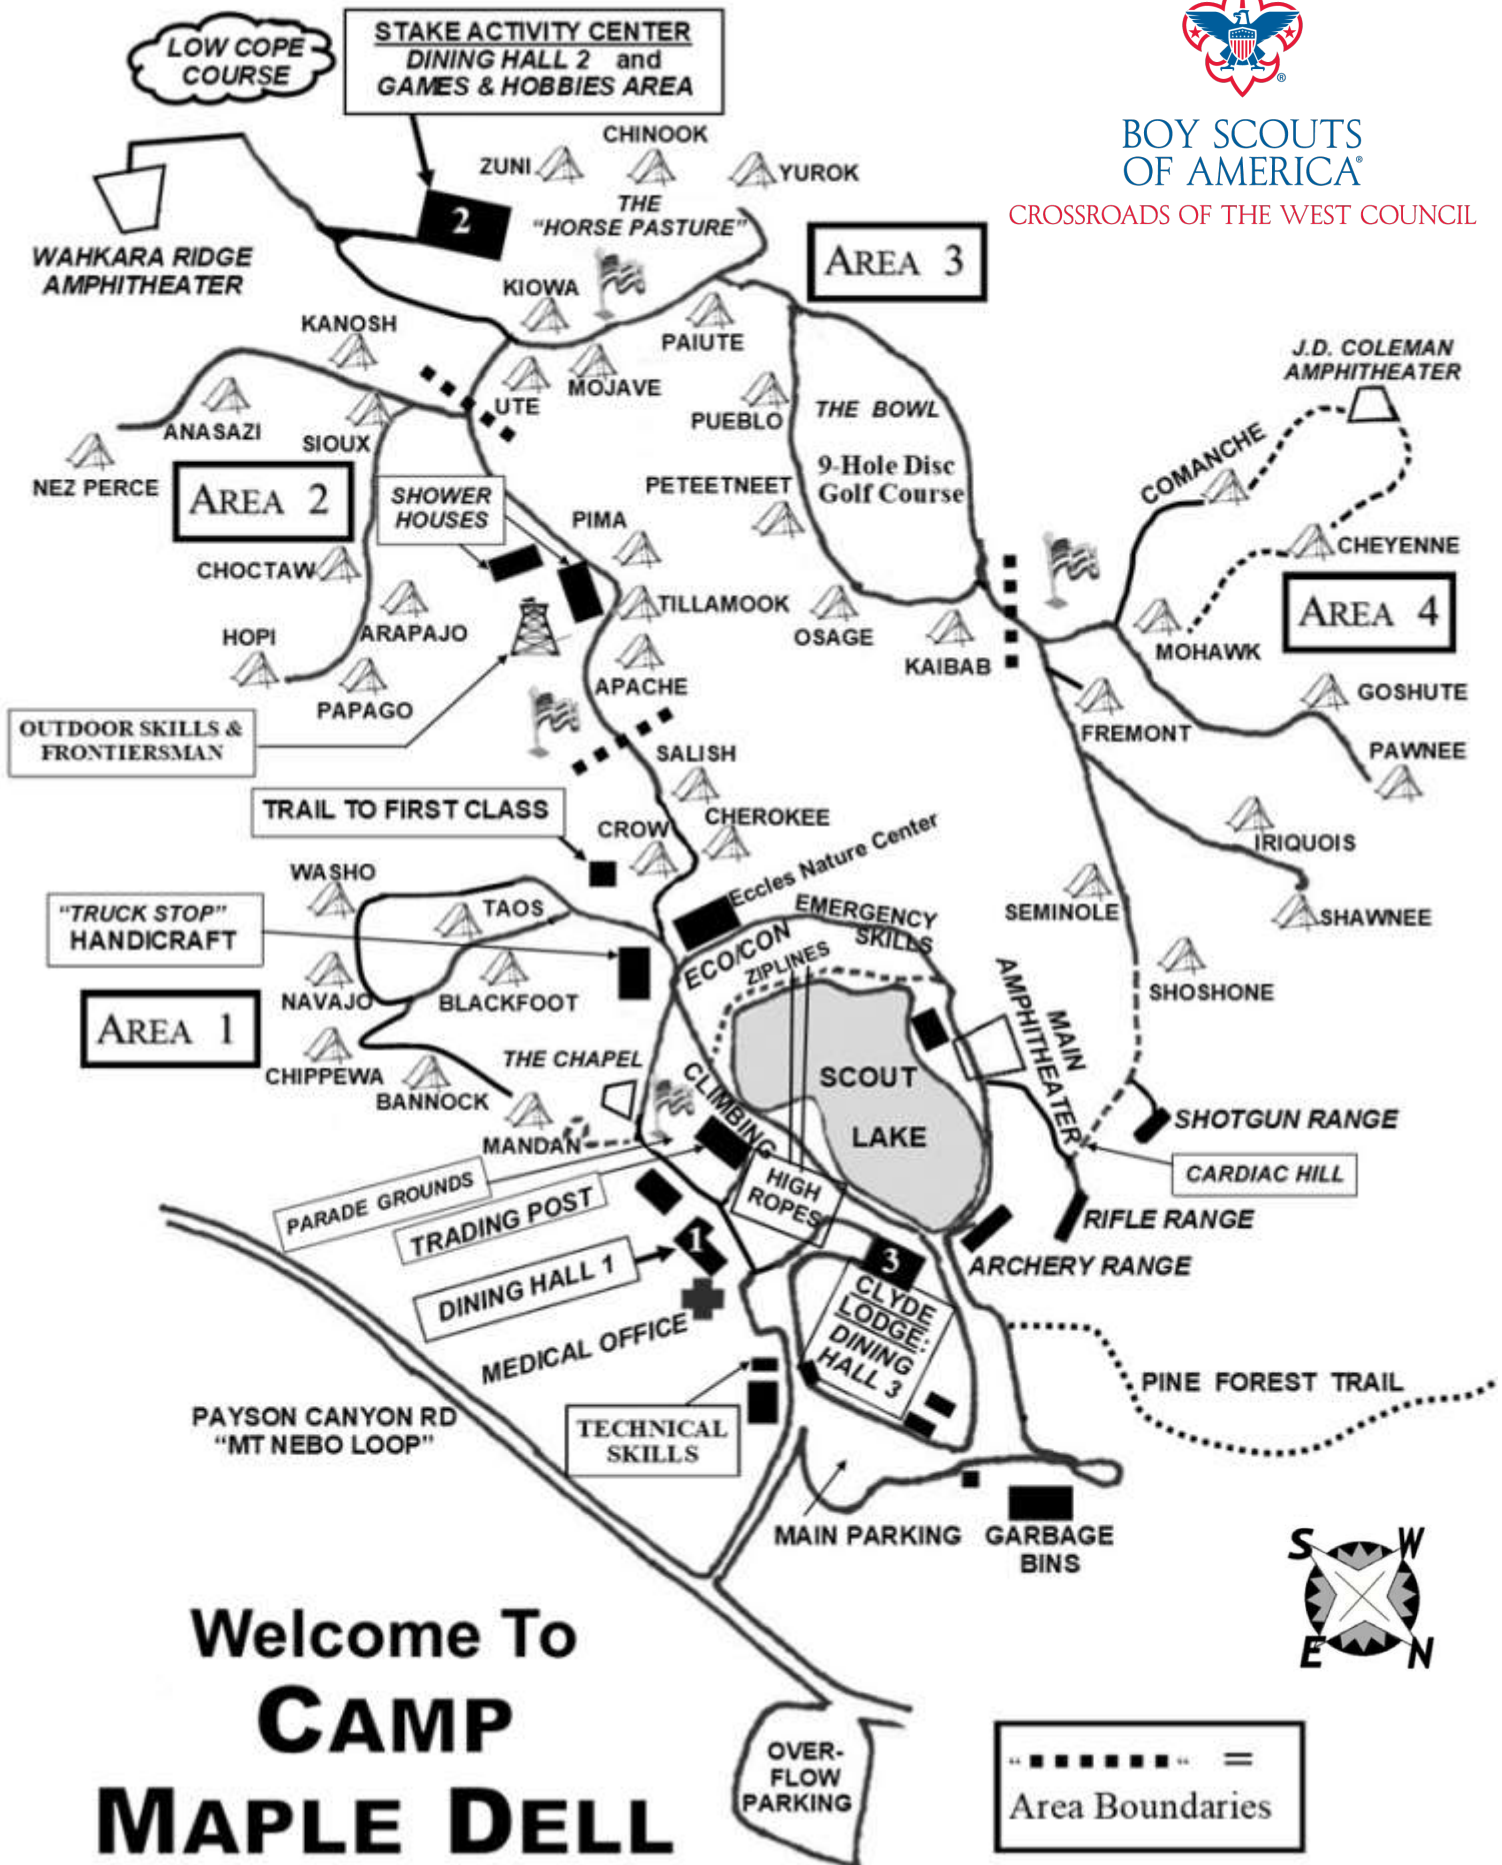 LOW COPE
COURSE
STAKE ACTIVITY CENTER
DINING HALL 2 and
GAMES & HOBBIES AREA
®
BOY SCOUTS
OF AMERICA®
CROSSROADS OF THE WEST COUNCIL
CHINOOK
ZUNI
YUROK
THE
"HORSE PASTURE"
2
WAHKARA RIDGE
AMPHITHEATER
AREA 3
KIOWA
KANOSH
PAIUTE
MOJAVE
UTE
PUEBLO
THE BOWL
9-Hole Disc
Golf Course
J.D. COLEMAN
AMPHITHEATER
ANASAZI
SIOUX
NEZ PERCE
AREA 2
SHOWER
HOUSES
PETEETNEET
PIMA
COMANCHE
CHEYENNE
CHOCTAW
TILLAMOOK
AREA 4
HOPI
ARAPAJO
OSAGE
KAIBAB
MOHAWK
PAPAGO
APACHE
GOSHUTE
OUTDOOR SKILLS &
FRONTIERSMAN
FREMONT
PAWNEE
SALISH
TRAIL TO FIRST CLASS
CROW
CHEROKEE
IRIQUOIS
WASHO
Eccles Nature Center
"TRUCK STOP"
HANDICRAFT
TAOS
EMERGENCY
SKILLS
SEMINOLE
SHAWNEE
ECO/CON
ZIPLINES
NAVAJO
BLACKFOOT
SHOSHONE
AREA 1
MAIN
AMPHITHEATER
THE CHAPEL
CHIPPEWA
BANNOCK
CLIMBING
SCOUT
LAKE
SHOTGUN RANGE
MANDAN
CARDIAC HILL
PARADE GROUNDS
HIGH
ROPES
TRADING POST
RIFLE RANGE
1
DINING HALL 1
3
ARCHERY RANGE
CLYDE
LODGE:
DINING
HALL 3
MEDICAL OFFICE
PINE FOREST TRAIL
PAYSON CANYON RD
"MT NEBO LOOP"
TECHNICAL
SKILLS
MAIN PARKING
GARBAGE
BINS
S W
E N
Welcome To
CAMP
MAPLE DELL
OVER-
FLOW
PARKING
Area Boundaries